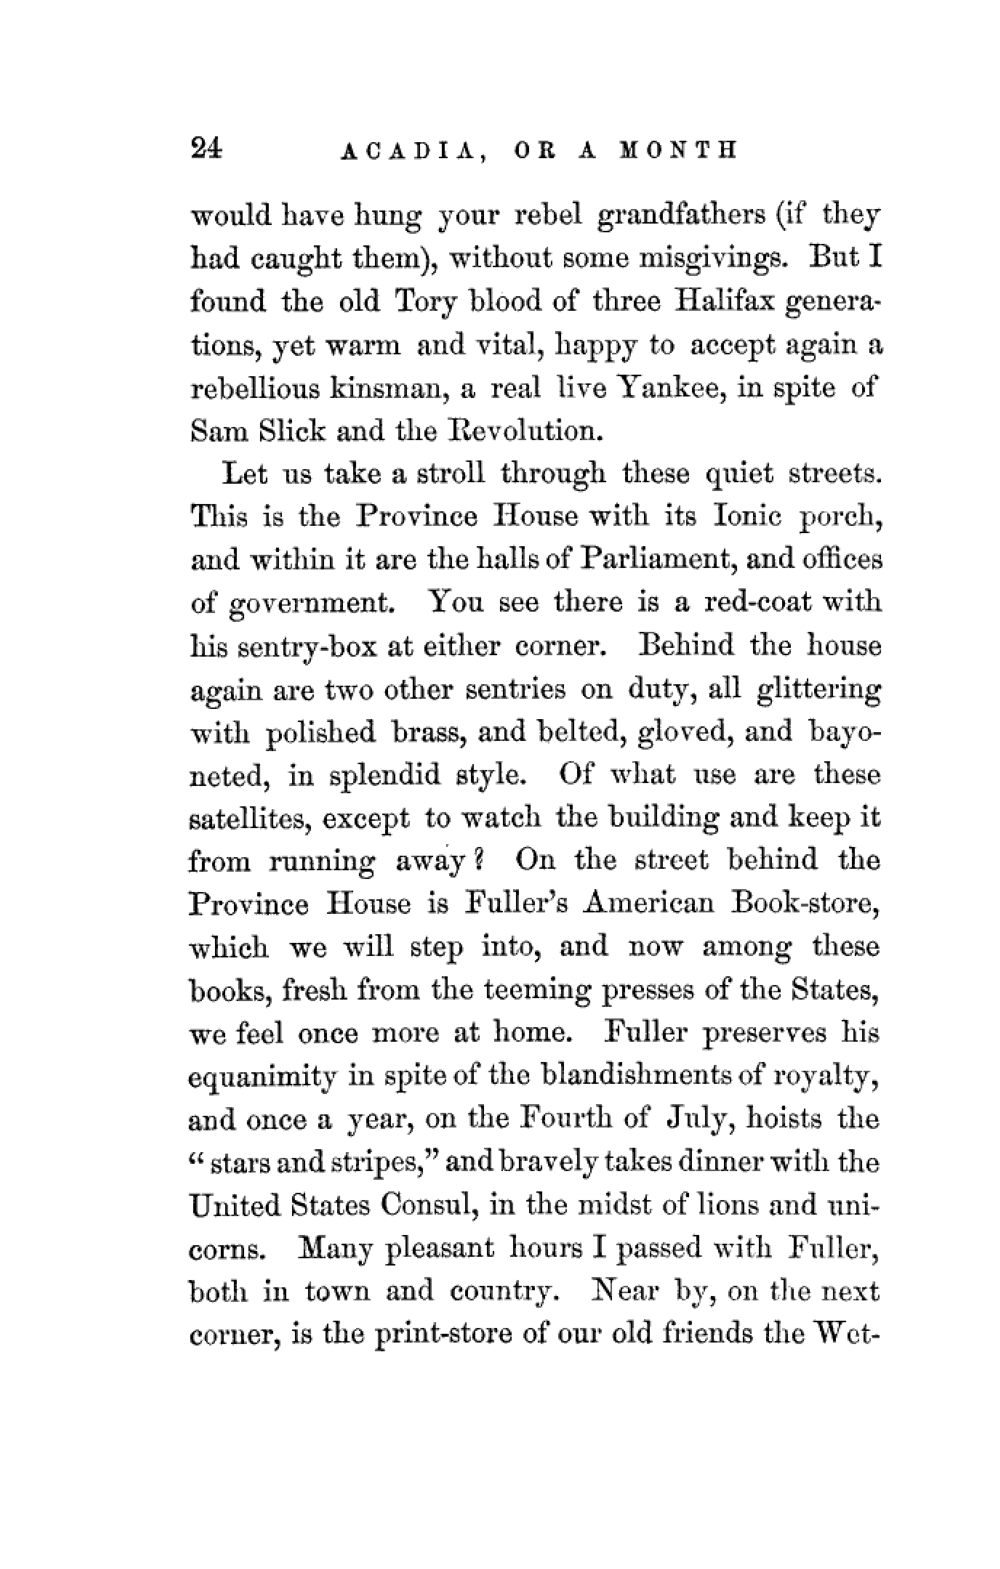 24 ACADIA, OR A MONTH
would have hung your rebel grandfathers (if they
had caught them), without some misgivings. But I
found the old Tory blood of three Halifax genera-
tions, yet warm and vital, happy to accept again a
rebellious kinsman, a real live Yankee, in spite of
Sam Slick and the Revolution.
Let us take a stroll through these quiet streets.
This is the Province House with its Ionic porch,
and within it are the halls of Parliament, and offices
of government. You see there is a red-coat with
his sentry-box at either corner. Behind the house
again are two other sentries on duty, all glittering
with polished brass, and belted, gloved, and bayo-
neted, in splendid style. Of what use are these
satellites, except to watch the building and keep it
from running away? On the street behind the
Province House is Fuller's American Book-store,
which we will step into, and now among these
books, fresh from the teeming presses of the States,
we feel once more at home. Fuller preserves his
equanimity in spite of the blandishments of royalty,
and once a year, on the Fourth of July, hoists the
“stars and stripes,” and bravely takes dinner with the
United States Consul, in the midst of lions and uni-
corns. Many pleasant hours I passed with Fuller,
both in town and country. Near by, on the next
corner, is the print-store of our old friends the Wet-